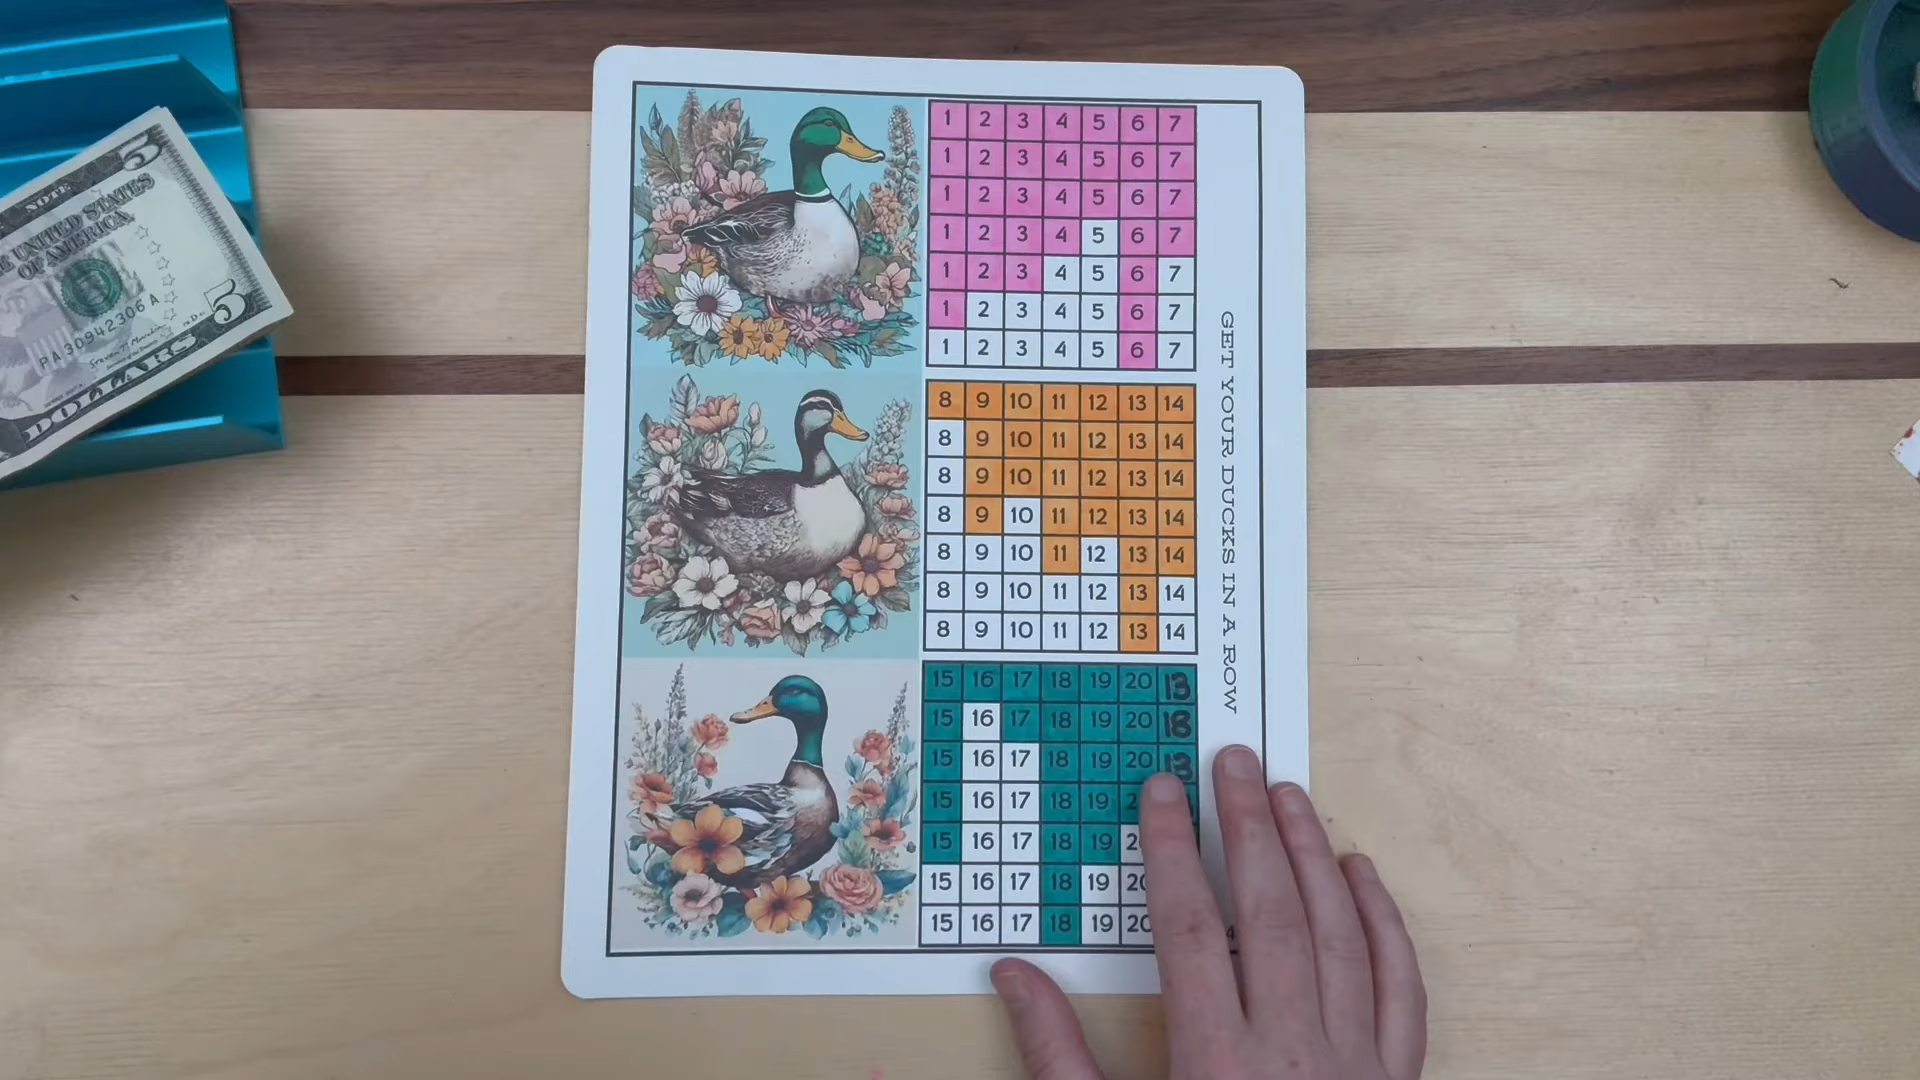 NOTE
5
UNITED STATES
OF AMERICA
PA30942306A
5
DOLLARS
1 2 3 4 5 6 7
1 2 3 4 5 6 7
1 2 3 4 5 6 7
1 2 3 4 5 6 7
1 2 3 4 5 6 7
1 2 3 4 5 6 7
1 2 3 4 5 6 7
8 9 10 11 12 13 14
8 9 10 11 12 13 14
8 9 10 11 12 13 14
8 9 10 11 12 13 14
8 9 10 11 12 13 14
8 9 10 11 12 13 14
8 9 10 11 12 13 14
15 16 17 18 19 20 13
15 16 17 18 19 20 18
15 16 17 18 19 20 13
15 16 17 18 19
15 16 17 18 19
15 16 17 18 19 20
15 16 17 18 19 20
GET YOUR DUCKS IN A ROW